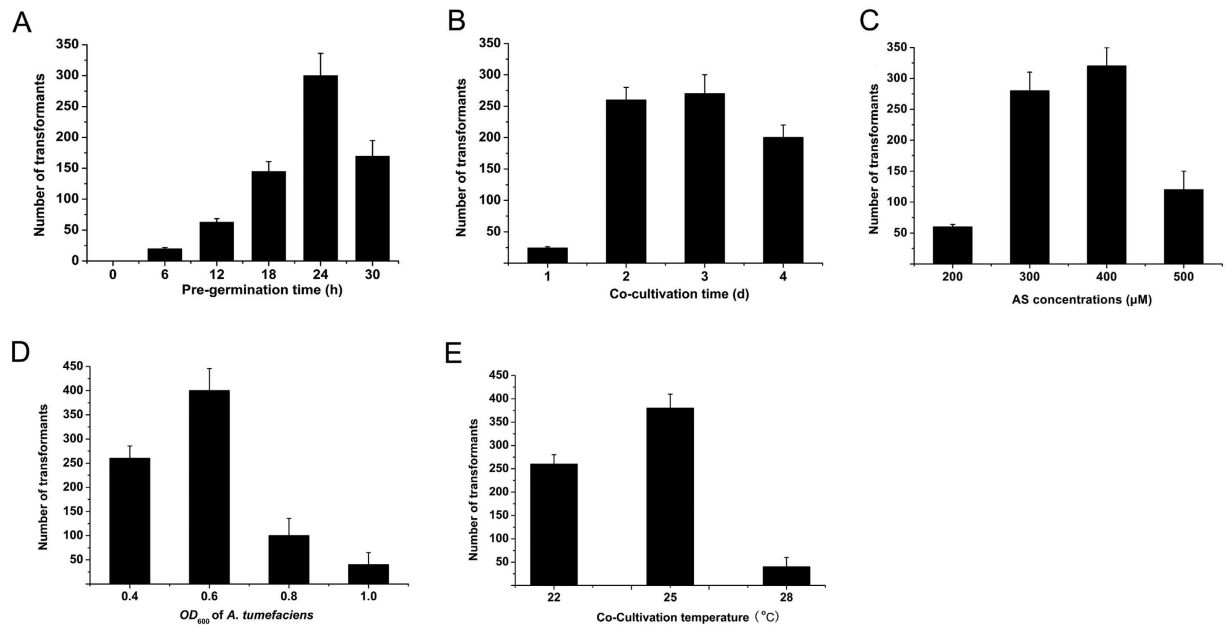 A
Number of transformants
350
300
250
200
150
100
50
0
0 6 12 18 24 30
Pre-germination time (h)
B
Number of transformants
350
300
250
200
150
100
50
1 2 3 4
Co-cultivation time (d)
C
Number of transformants
350
300
250
200
150
100
50
200 300 400 500
AS concentrations (μM)
D
Number of transformants
450
400
350
300
250
200
150
100
50
0.4 0.6 0.8 1.0
OD600 of A. tumefaciens
E
Number of transformants
450
400
350
300
250
200
150
100
50
22 25 28
Co-Cultivation temperature (°C)